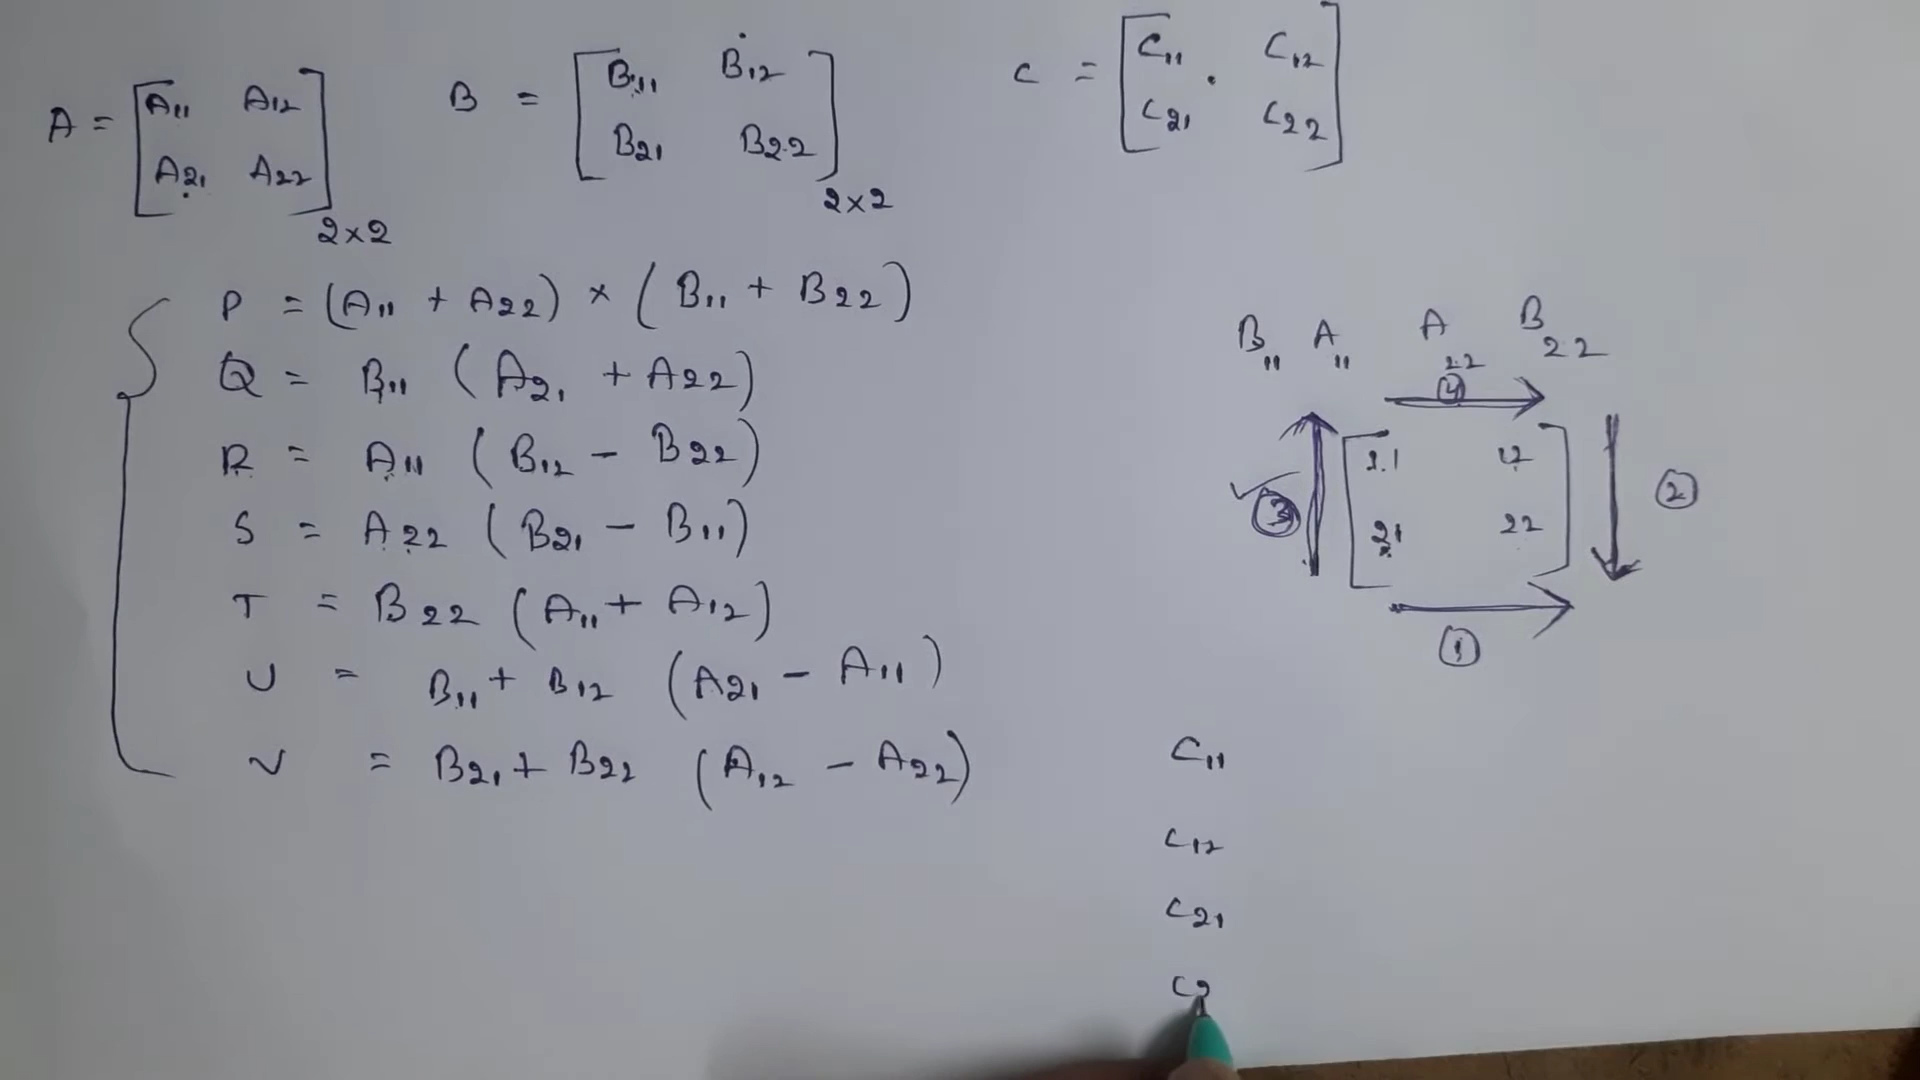 A = [ A11 A12
A21 A22 ] 2×2
B = [ B11 B12
B21 B22 ] 2×2
C = [ C11 C12
C21 C22 ]
P = (A11 + A22) × ( B11 + B22 )
Q = B11 ( A21 + A22 )
R = A11 ( B12 - B22 )
S = A22 ( B21 - B11 )
T = B22 ( A11 + A12 )
U = B11 + B12 ( A21 - A11 )
V = B21 + B22 ( A12 - A22 )
B11 A11 A22 B22
4
11 12
21 22
3
2
1
C11
C12
C21
C2